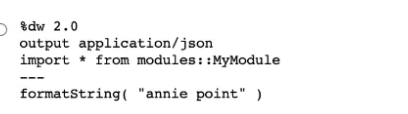 %dw 2.0
output application/json
import * from modules::MyModule
---
formatString( "annie point" )